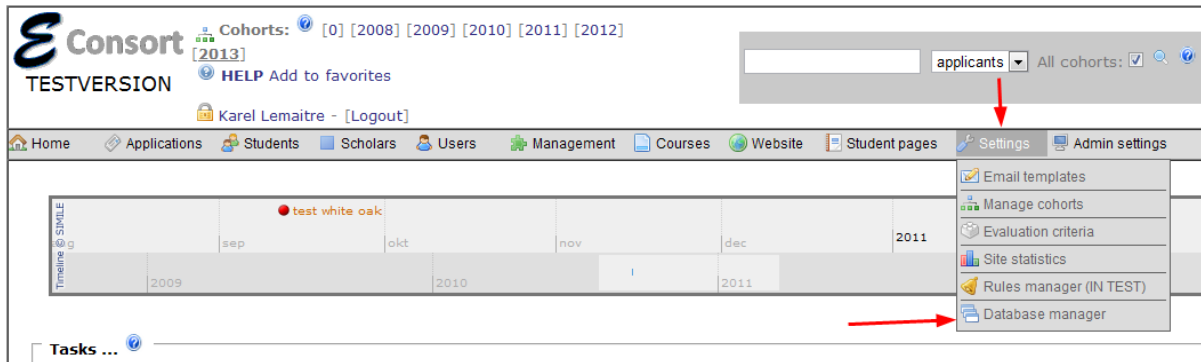 EConsort
TESTVERSION
Cohorts: [0] [2008] [2009] [2010] [2011] [2012]
[2013]
HELP Add to favorites
Karel Lemaitre - [Logout]
applicants All cohorts:
Home Applications Students Scholars Users Management Courses Website Student pages Settings Admin settings
Email templates
Manage cohorts
Evaluation criteria
Site statistics
Rules manager (IN TEST)
Database manager
Timeline © SIMILE
test white oak
sep okt nov dec 2011
2009 2010 2011
Tasks ...